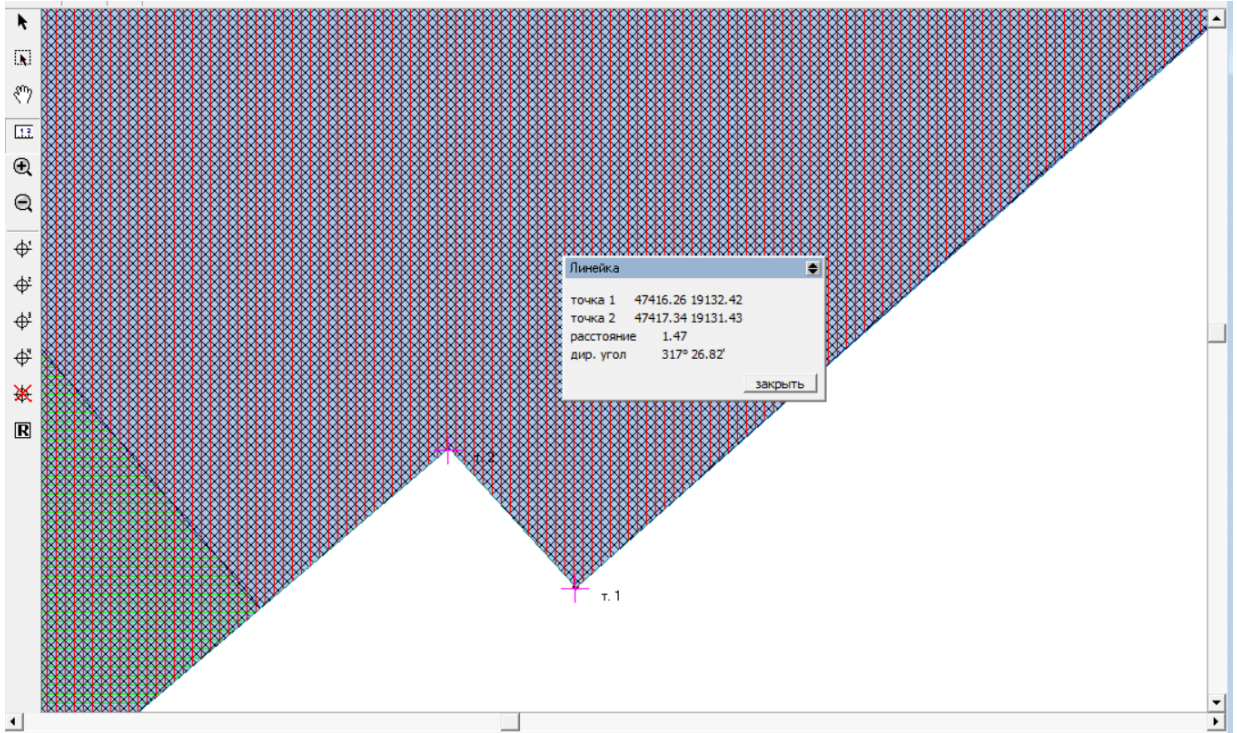 Линейка
точка 1 47416.26 19132.42
точка 2 47417.34 19131.43
расстояние 1.47
дир. угол 317° 26.82'
закрыть
т. 2
т. 1
R